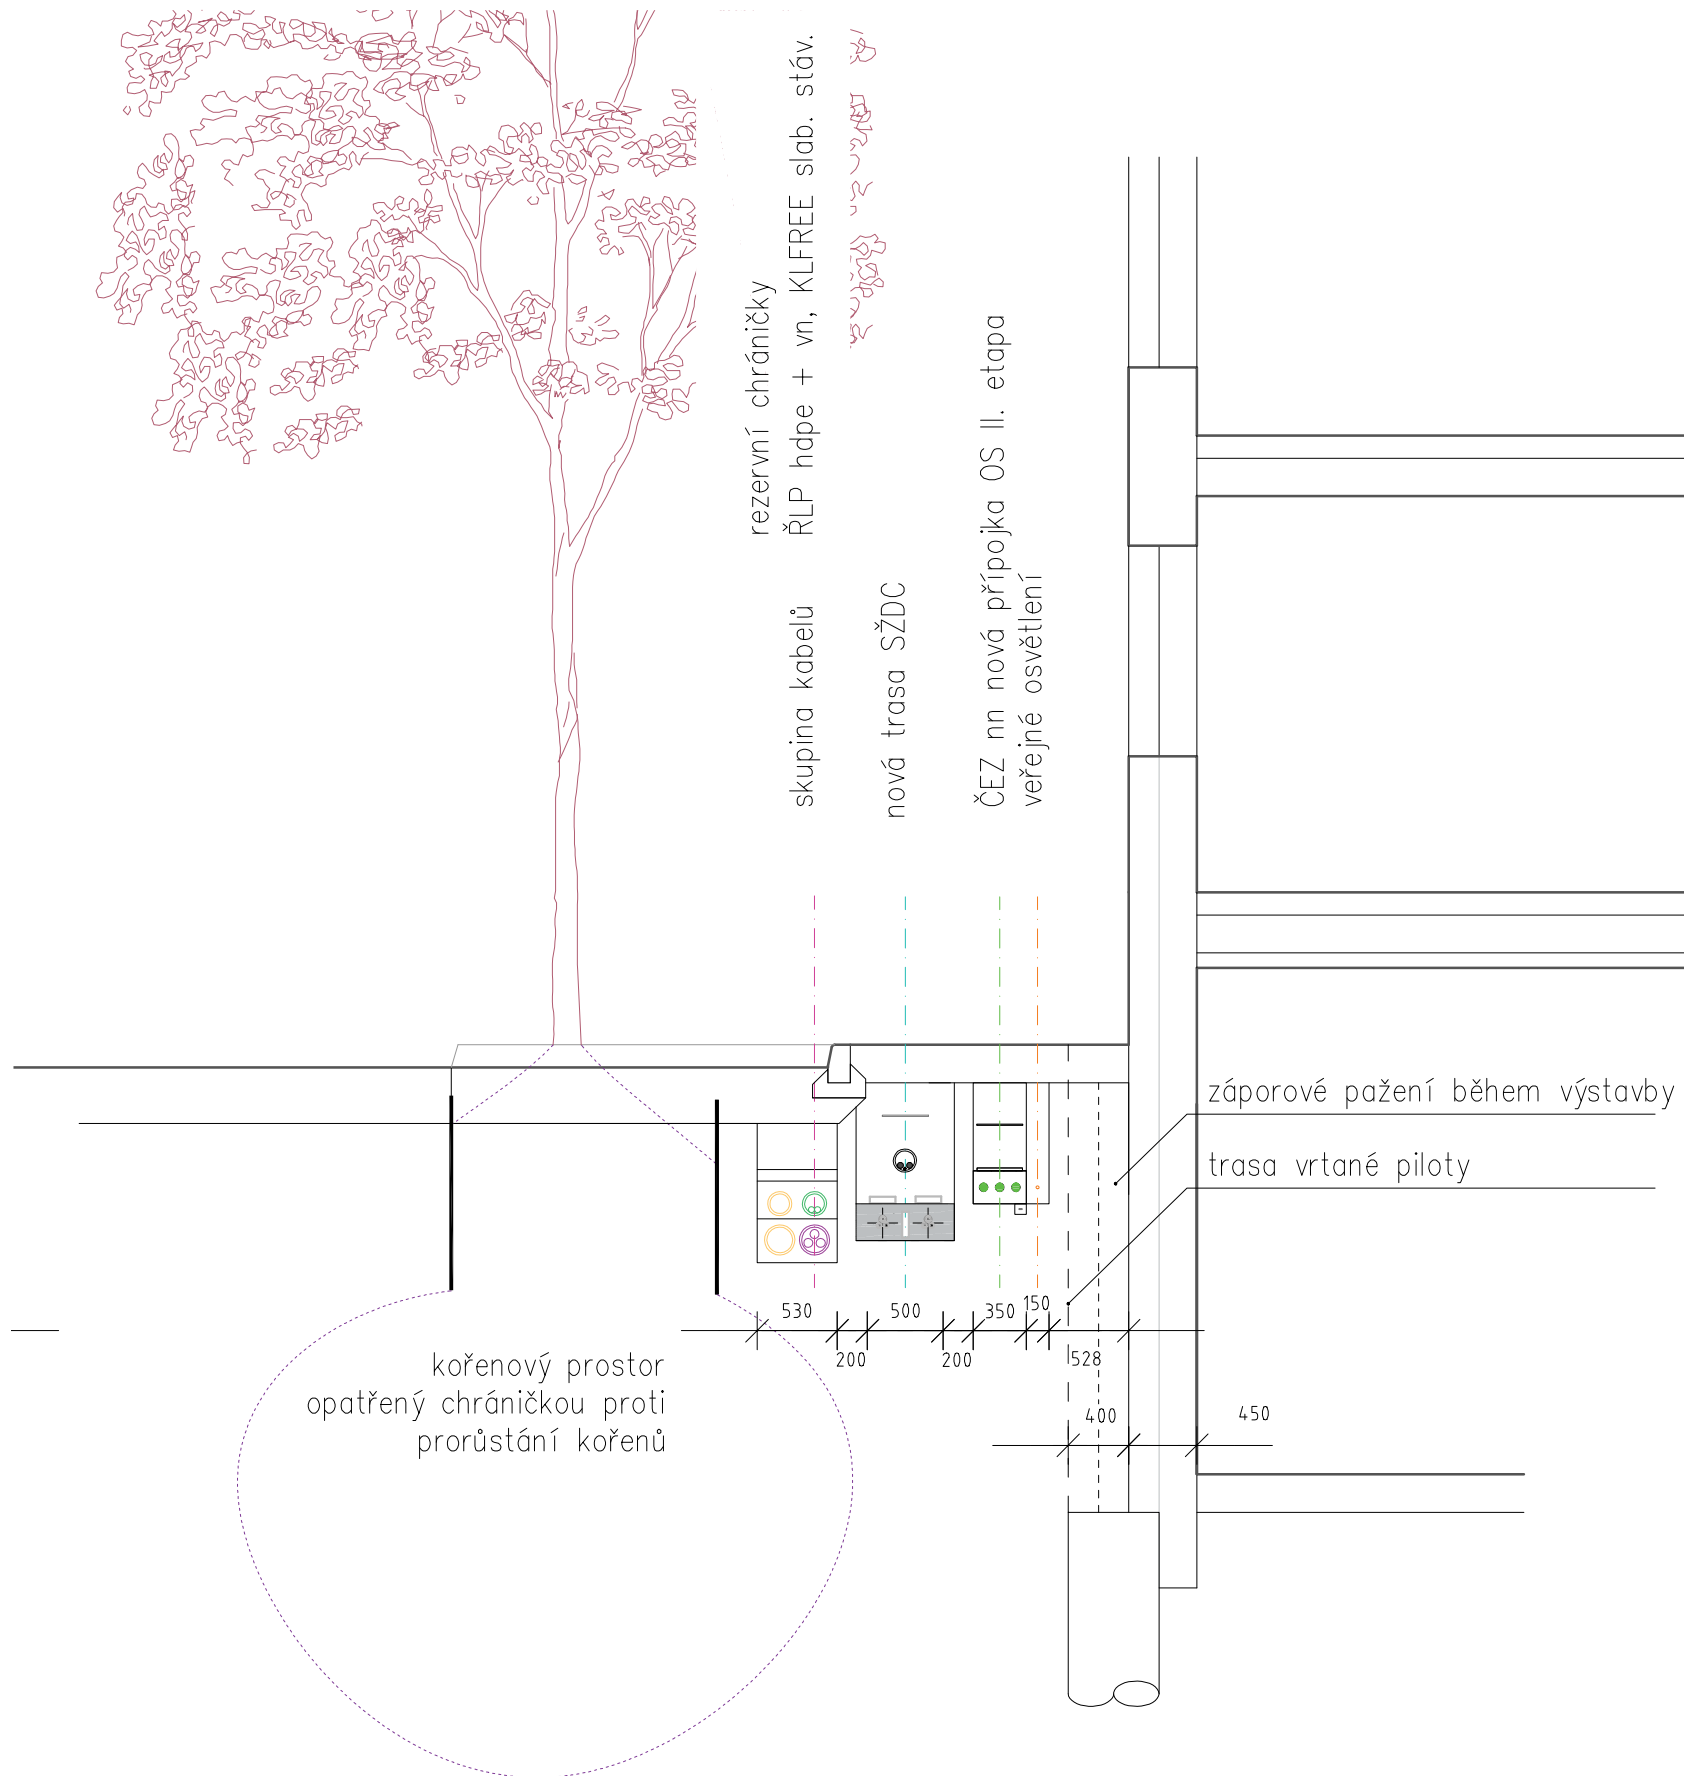 rezervní chráničky
skupina kabelů ŘLP hdpe + vn, KLFREE slab. stáv.
nová trasa SŽDC
ČEZ nn nová přípojka OS II. etapa
veřejné osvětlení
záporové pažení během výstavby
trasa vrtané piloty
530
500
350
150
200
200
528
400
450
kořenový prostor
opatřený chráničkou proti
prorůstání kořenů